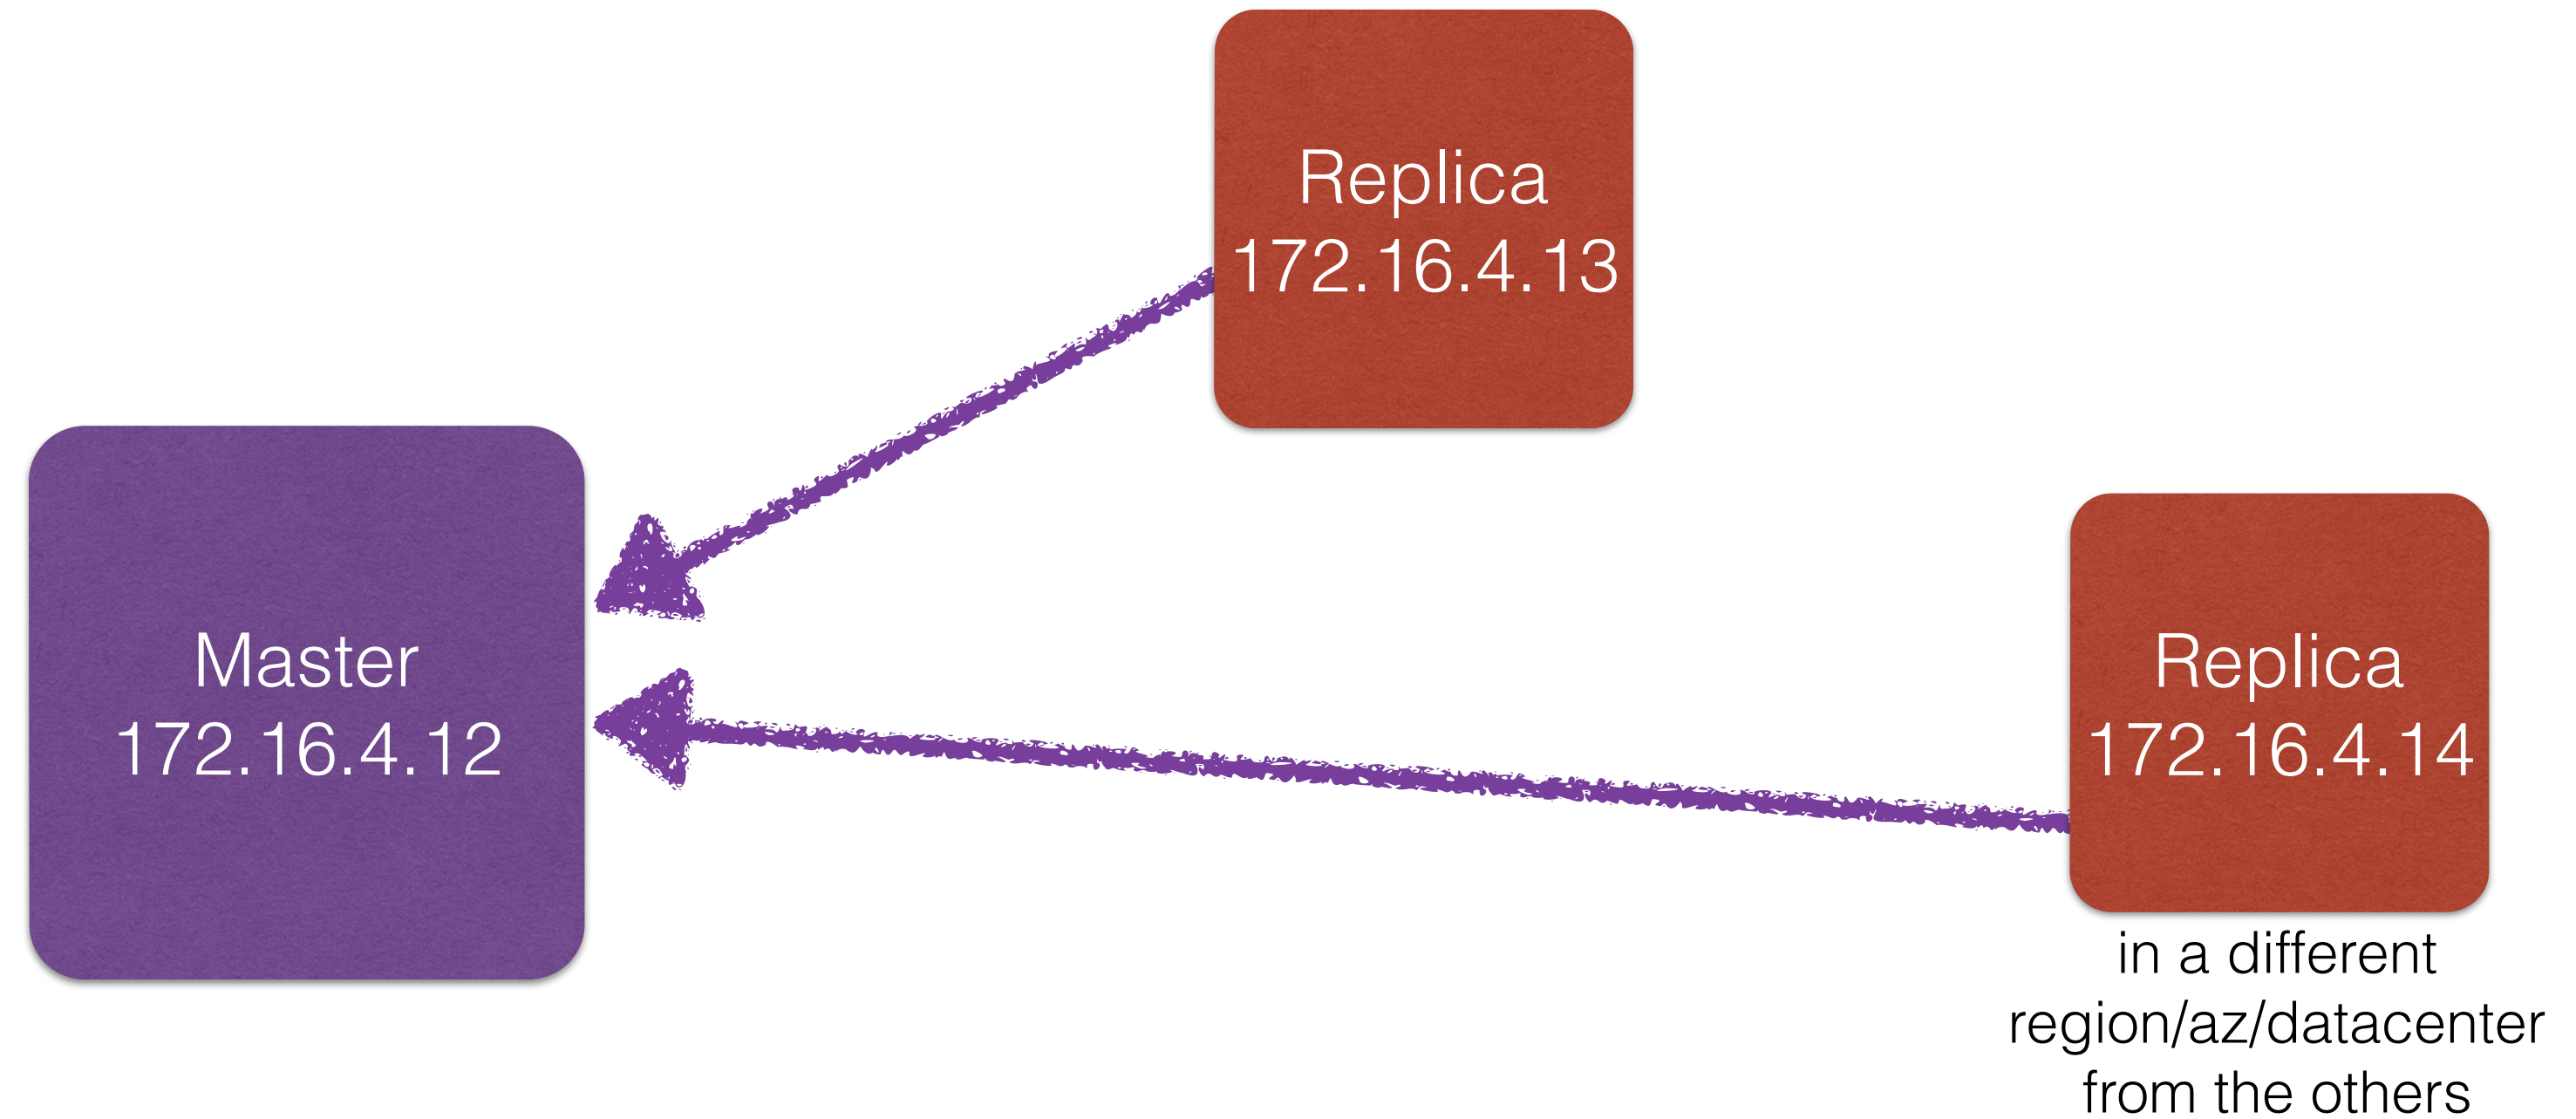 Replica
172.16.4.13
Master
172.16.4.12
Replica
172.16.4.14
in a different
region/az/datacenter
from the others